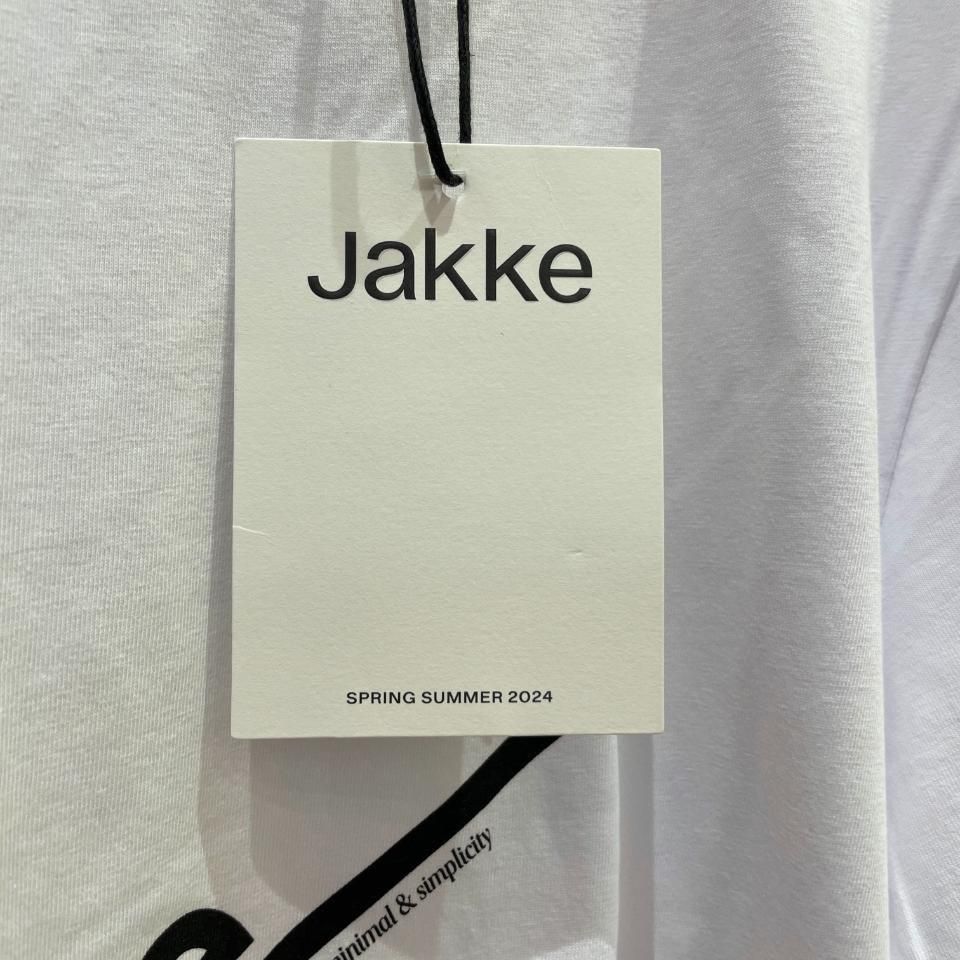 Jakke
SPRING SUMMER 2024
minimal & simplicity